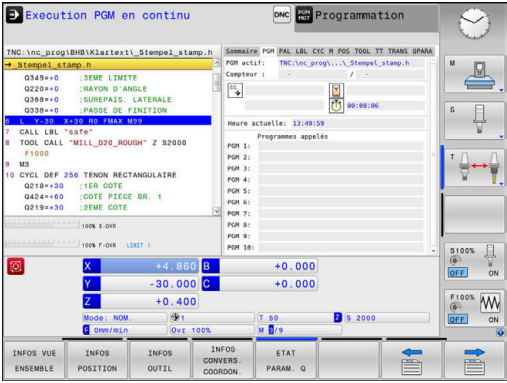 Execution PGM en continu
DNC
PGM MGT
Programmation
TNC:\nc_prog\BHB\Klartext\_Stempel_stamp.h
→_Stempel_stamp.h
Q349=+0 ;3EME LIMITE
Q220=+0 ;RAYON D'ANGLE
Q368=+0 ;SUREPAIS. LATERALE
Q338=+0 ;PASSE DE FINITION
6 L Y-30 X+30 R0 FMAX M99
7 CALL LBL "safe"
8 TOOL CALL "MILL_D20_ROUGH" Z S2000
F1000
9 M3
10 CYCL DEF 256 TENON RECTANGULAIRE
Q218=+30 ;1ER COTE
Q424=+60 ;COTE PIECE BR. 1
Q219=+30 ;2EME COTE
100% S-OVR
100% F-OVR LIMIT 1
Sommaire PGM PAL LBL CYC M POS TOOL TT TRANS QPARA
PGM actif: TNC:\nc_prog\...\_Stempel_stamp.h
Compteur : - / -
CC
00:00:06
Heure actuelle: 13:49:59
Programmes appelés
PGM 1:
PGM 2:
PGM 3:
PGM 4:
PGM 5:
PGM 6:
PGM 7:
PGM 8:
PGM 9:
PGM 10:
X +4.860 B +0.000
Y -30.000 C +0.000
Z +0.400
Mode: NOM. 1 T 50 Z S 2000
F 0mm/min Ovr 100% M 3/9
M
S
T
S100%
OFF ON
F100%
OFF ON
INFOS VUE ENSEMBLE
INFOS POSITION
INFOS OUTIL
INFOS CONVERS. COORDON.
ETAT PARAM. Q